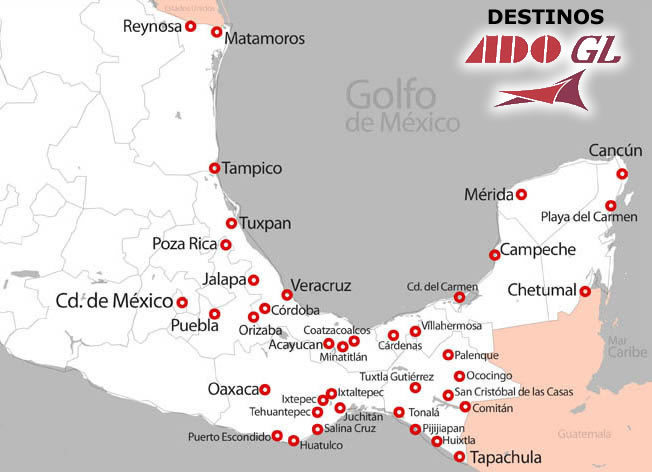 DESTINOS
ADO GL
Estados Unidos
Reynosa
Matamoros
Golfo
de México
Tampico
Cancún
Mérida
Playa del Carmen
Tuxpan
Poza Rica
Campeche
Jalapa
Veracruz
Cd. del Carmen
Chetumal
Cd. de México
Córdoba
Puebla
Orizaba
Coatzacoalcos
Villahermosa
Acayucan
Minatitlán
Cárdenas
Mar
Caribe
Palenque
Tuxtla Gutiérrez
Ococingo
Oaxaca
Ixtaltepec
San Cristóbal de las Casas
Ixtepec
Comitán
Tehuantepec
Juchitán
Tonalá
Salina Cruz
Pijijiapan
Puerto Escondido
Huatulco
Huixtla
Guatemala
Tapachula